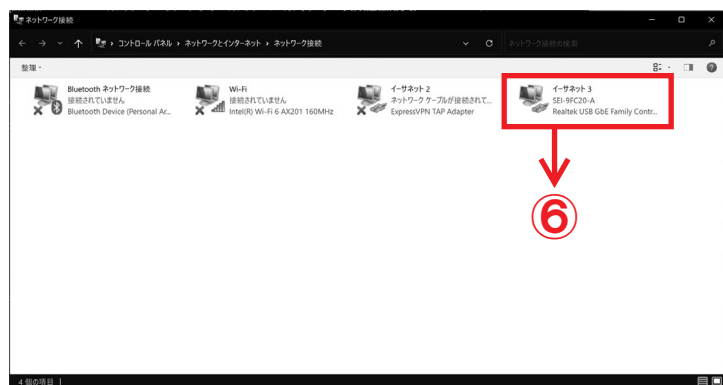 ネットワーク接続
コントロール パネル › ネットワークとインターネット › ネットワーク接続
ネットワーク接続の検索
整理
Bluetooth ネットワーク接続
接続されていません
Bluetooth Device (Personal Ar...
Wi-Fi
接続されていません
Intel(R) Wi-Fi 6 AX201 160MHz
イーサネット 2
ネットワーク ケーブルが接続されて...
ExpressVPN TAP Adapter
イーサネット 3
SEI-9FC20-A
Realtek USB GbE Family Contr...
⑥
4 個の項目